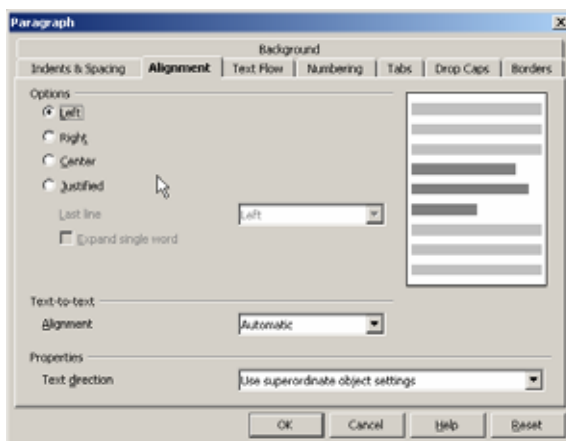 Paragraph
Background
Indents & Spacing Alignment Text Flow Numbering Tabs Drop Caps Borders
Options
Left
Right
Center
Justified
Last line Left
Expand single word
Text-to-text
Alignment Automatic
Properties
Text direction Use superordinate object settings
OK Cancel Help Reset